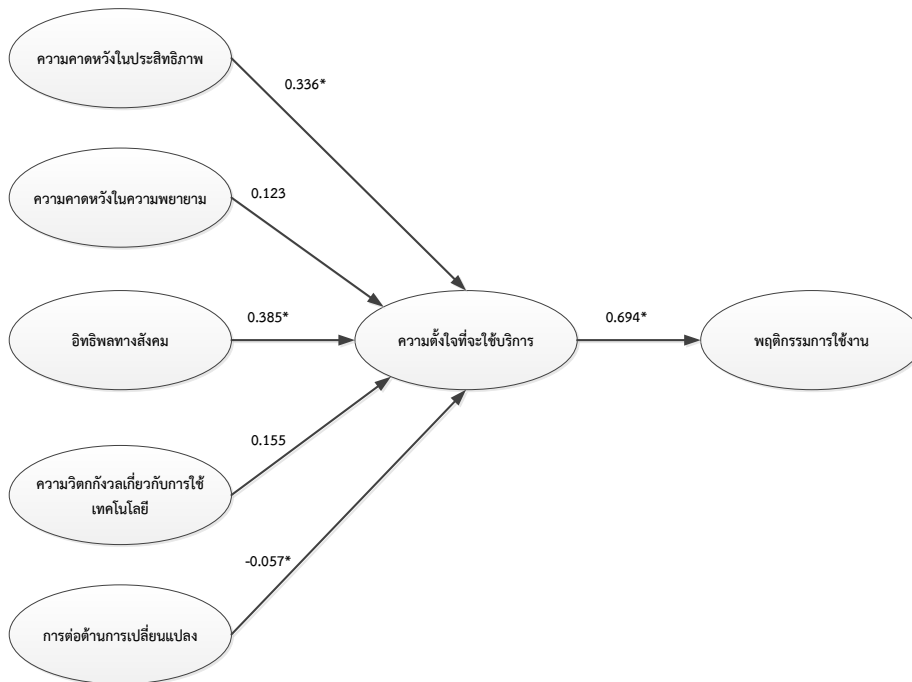 ความคาดหวังในประสิทธิภาพ
0.336*
ความคาดหวังในความพยายาม
0.123
อิทธิพลทางสังคม
0.385*
ความตั้งใจที่จะใช้บริการ
0.694*
พฤติกรรมการใช้งาน
0.155
ความวิตกกังวลเกี่ยวกับการใช้
เทคโนโลยี
-0.057*
การต่อต้านการเปลี่ยนแปลง